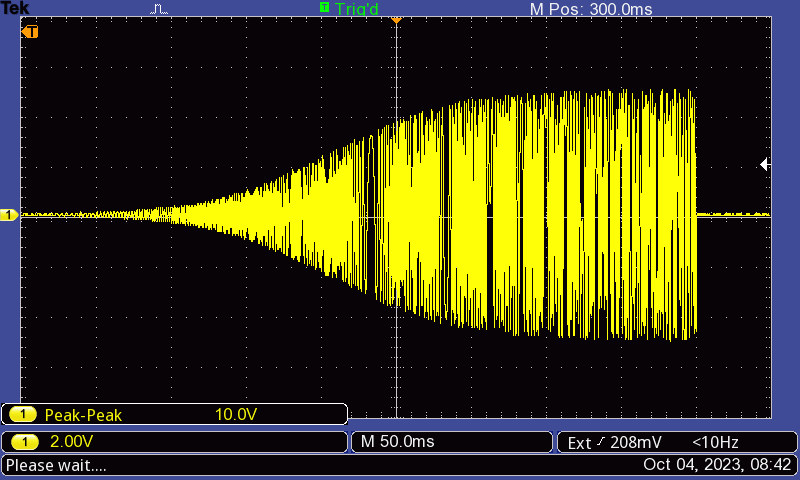 Tek T Trig'd M Pos: 300.0ms
T
1
1 Peak-Peak 10.0V
1 2.00V M 50.0ms Ext 208mV <10Hz
Please wait.... Oct 04, 2023, 08:42